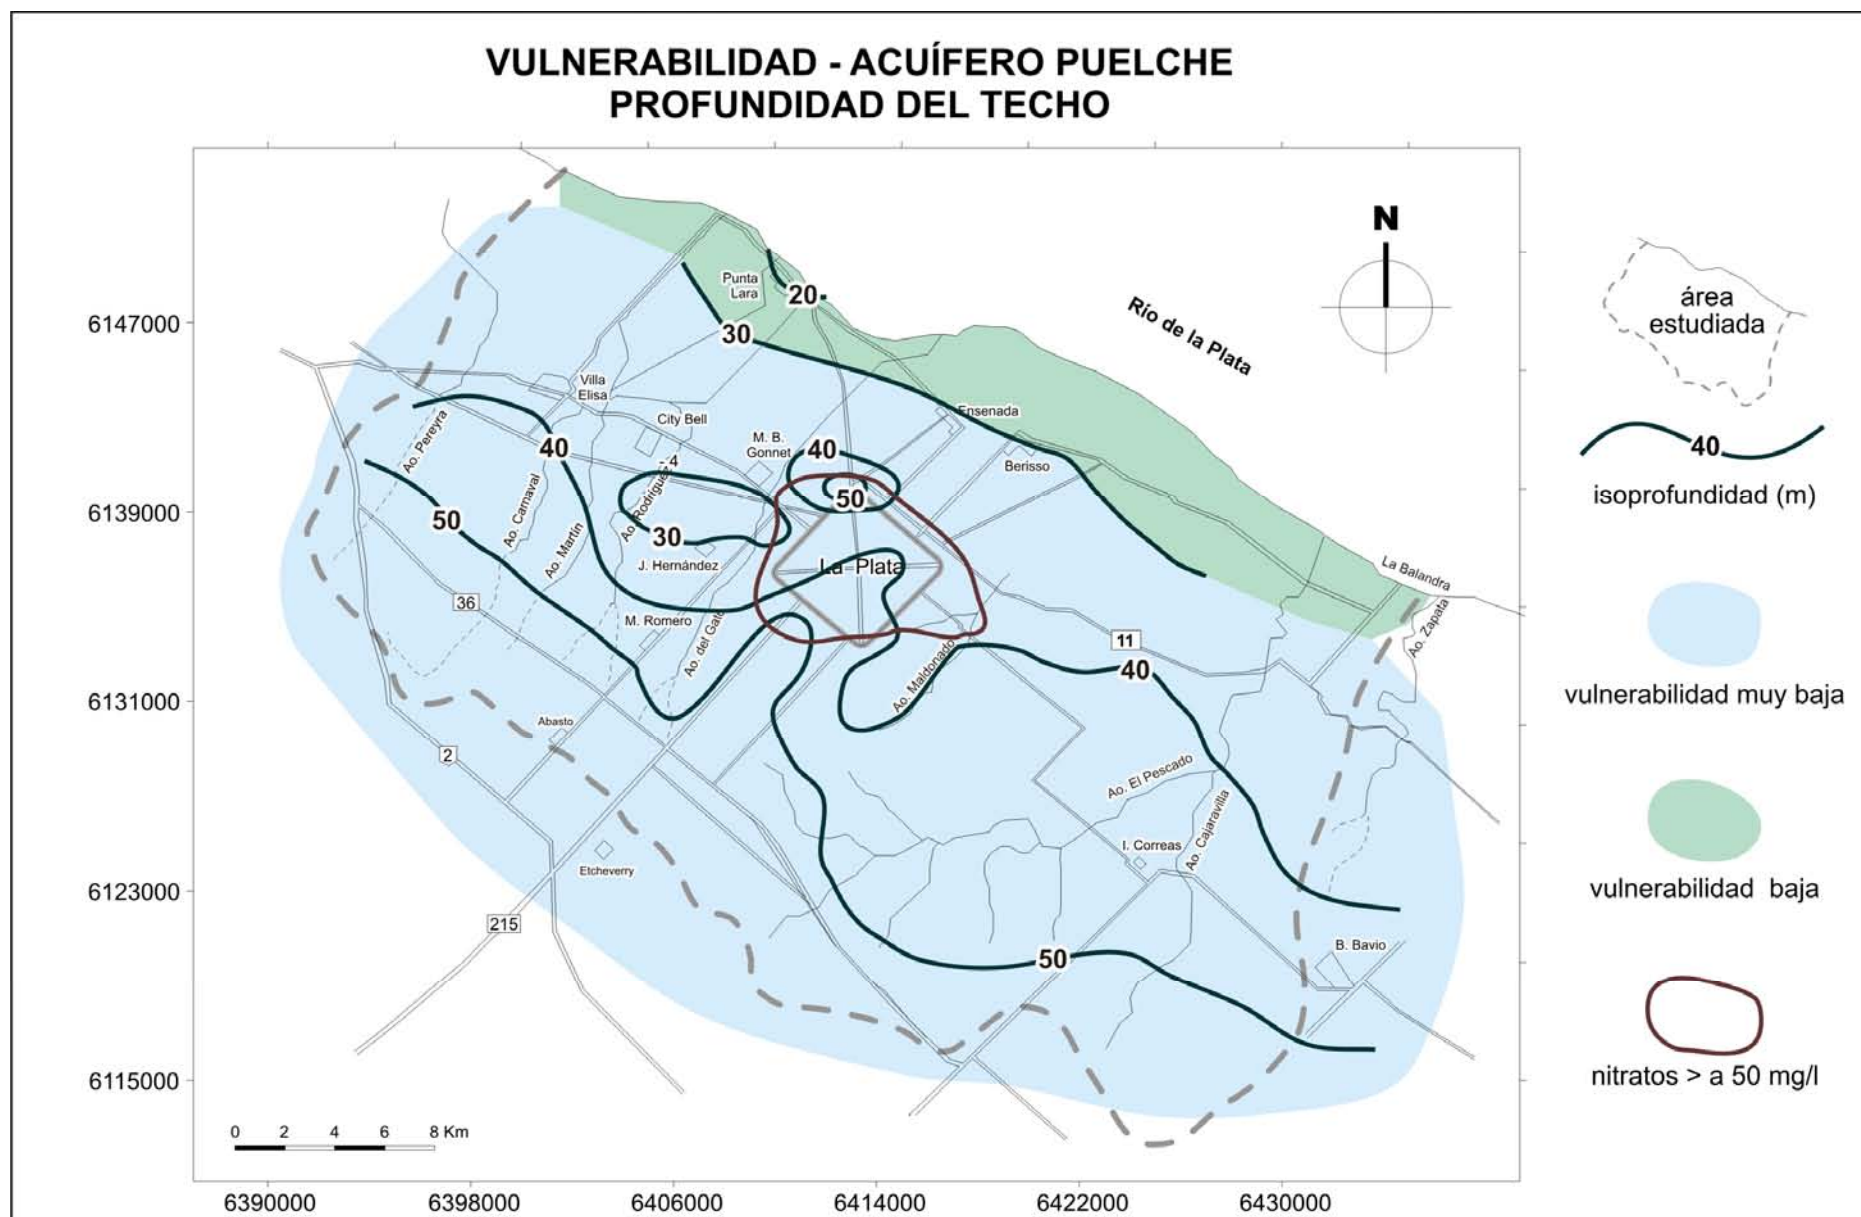 VULNERABILIDAD - ACUÍFERO PUELCHE
PROFUNDIDAD DEL TECHO
N
Río de la Plata
Punta
Lara
20
30
6147000
6139000
6131000
6123000
6115000
Villa
Elisa
City Bell
M. B.
Gonnet
40
Ensenada
Berisso
Ao. Pereyra
40
- 4
50
50
Ao. Carnaval
Ao. Martín
Ao. Rodríguez
30
J. Hernández
La Plata
La Balandra
36
M. Romero
Ao. del Gato
Ao. Maldonado
11
40
Ao. Zapata
Abasto
2
Ao. El Pescado
Ao. Cajaravilla
I. Correas
Etcheverry
215
50
B. Bavio
0 2 4 6 8 Km
6390000 6398000 6406000 6414000 6422000 6430000
área
estudiada
40
isoprofundidad (m)
vulnerabilidad muy baja
vulnerabilidad baja
nitratos > a 50 mg/l